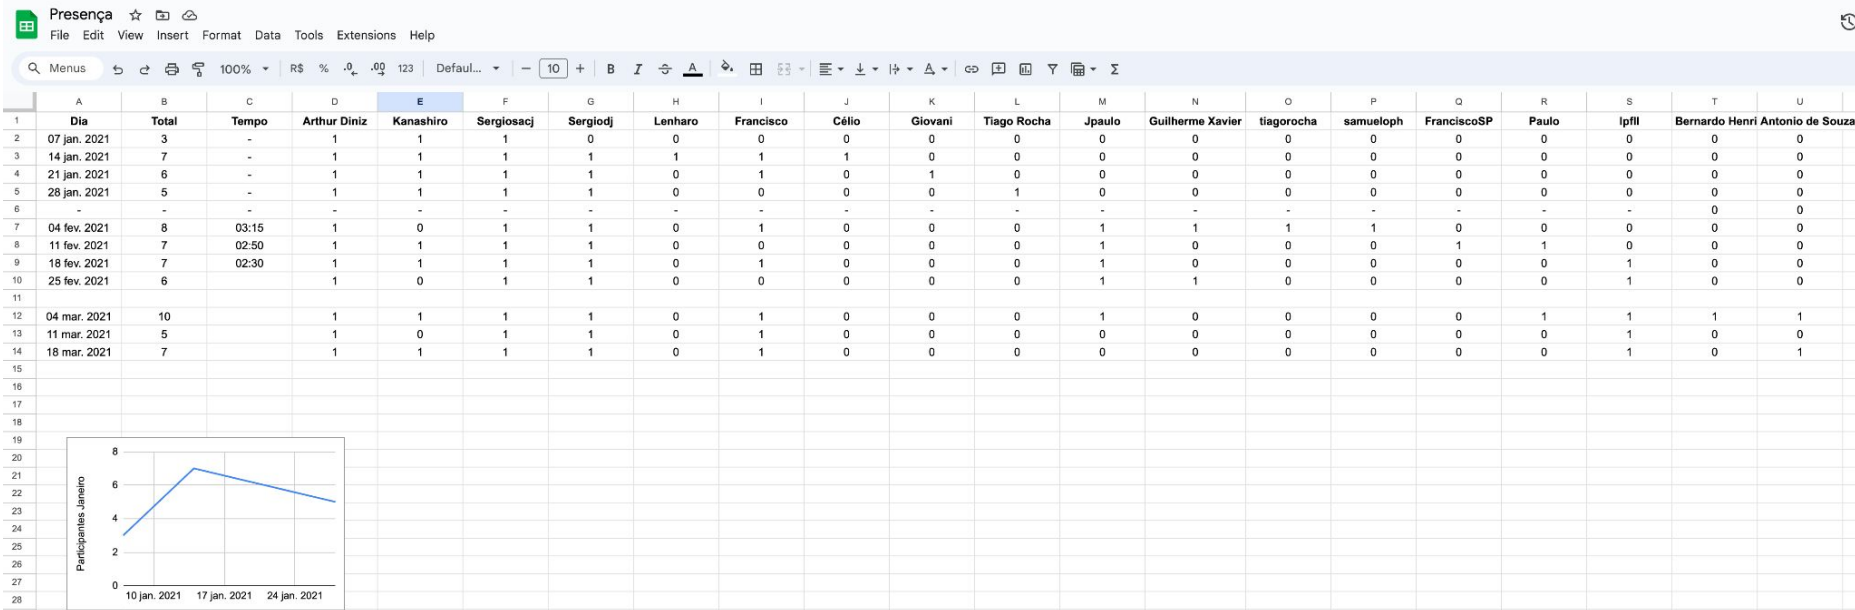 Presença
File Edit View Insert Format Data Tools Extensions Help
Menus 100% R$ % .0 .00 123 Defaul... − 10 + B I A Σ
A B C D E F G H I J K L M N O P Q R S T U
1 Dia Total Tempo Arthur Diniz Kanashiro Sergiosacj Sergiodj Lenharo Francisco Célio Giovani Tiago Rocha Jpaulo Guilherme Xavier tiagorocha samueloph FranciscoSP Paulo lpfll Bernardo Henri Antonio de Souza
2 07 jan. 2021 3 - 1 1 1 0 0 0 0 0 0 0 0 0 0 0 0 0 0 0
3 14 jan. 2021 7 - 1 1 1 1 1 1 1 0 0 0 0 0 0 0 0 0 0 0
4 21 jan. 2021 6 - 1 1 1 1 0 1 0 1 0 0 0 0 0 0 0 0 0 0
5 28 jan. 2021 5 - 1 1 1 1 0 0 0 0 1 0 0 0 0 0 0 0 0 0
6 - - - - - - - - - - - - - - - - - - - 0 0
7 04 fev. 2021 8 03:15 1 0 1 1 0 1 0 0 0 1 1 1 1 0 0 0 0 0
8 11 fev. 2021 7 02:50 1 1 1 1 0 0 0 0 0 1 0 0 0 1 1 0 0 0
9 18 fev. 2021 7 02:30 1 1 1 1 0 1 0 0 0 1 0 0 0 0 0 1 0 0
10 25 fev. 2021 6 1 0 1 1 0 0 0 0 0 1 1 0 0 0 0 1 0 0
11
12 04 mar. 2021 10 1 1 1 1 0 1 0 0 0 1 0 0 0 0 1 1 1 1
13 11 mar. 2021 5 1 0 1 1 0 1 0 0 0 0 0 0 0 0 0 1 0 0
14 18 mar. 2021 7 1 1 1 1 0 1 0 0 0 0 0 0 0 0 0 1 0 1
15
16
17
18
19
20
21
22
23
24
25
26
27
28
Participantes Janeiro
8
6
4
2
0
10 jan. 2021 17 jan. 2021 24 jan. 2021